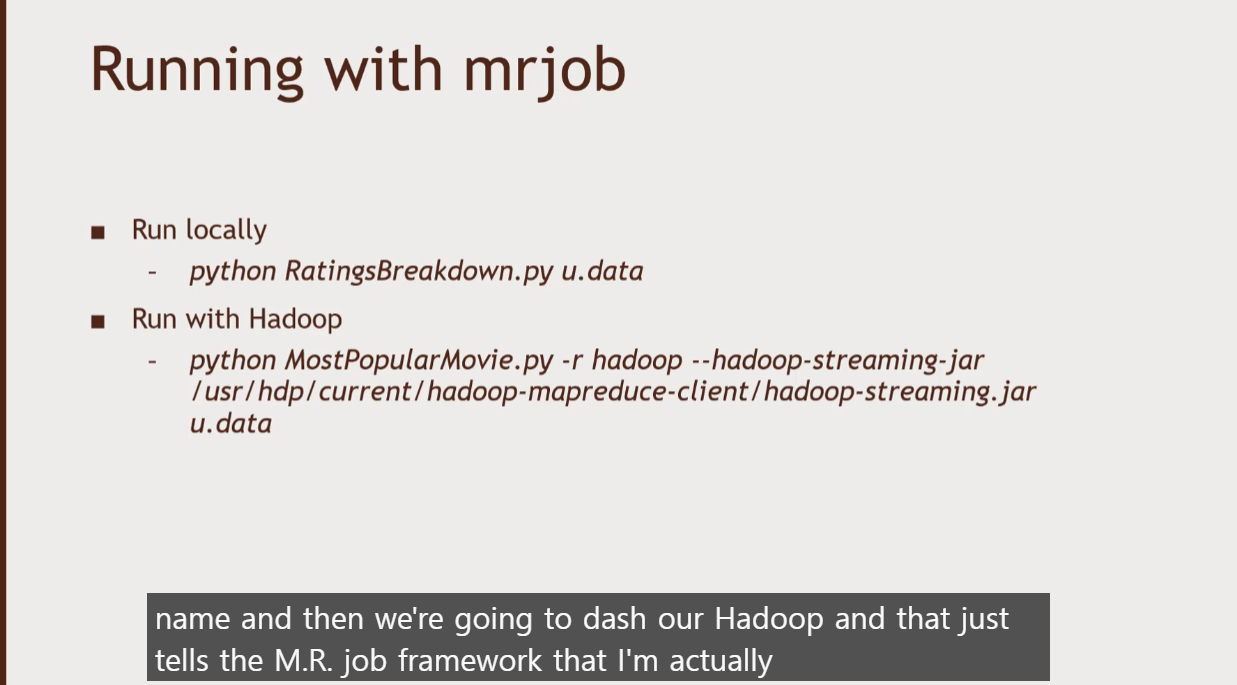 Running with mrjob
■ Run locally
- python RatingsBreakdown.py u.data
■ Run with Hadoop
- python MostPopularMovie.py -r hadoop --hadoop-streaming-jar
/usr/hdp/current/hadoop-mapreduce-client/hadoop-streaming.jar
u.data
name and then we're going to dash our Hadoop and that just
tells the M.R. job framework that I'm actually